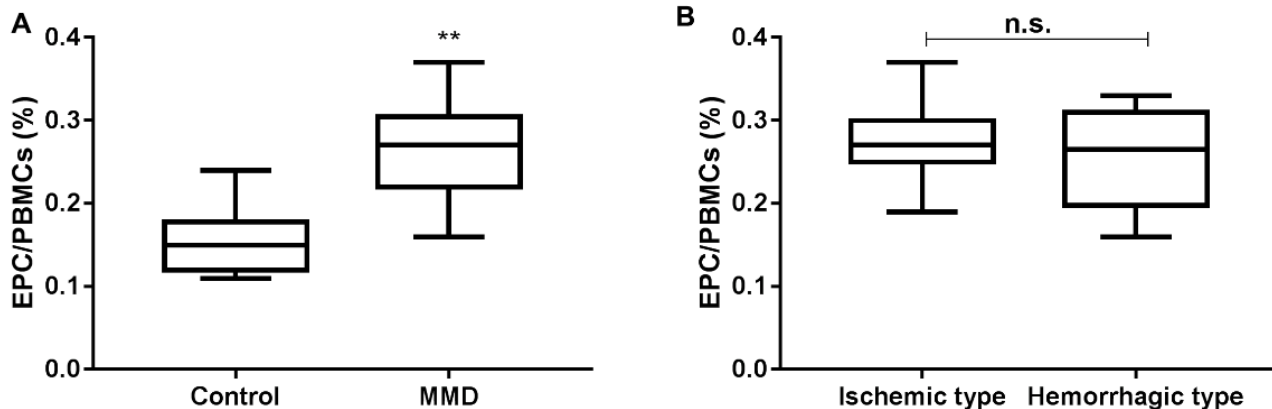 A
EPC/PBMCs (%)
0.4
0.3
0.2
0.1
0.0
**
Control
MMD
B
EPC/PBMCs (%)
0.4
0.3
0.2
0.1
0.0
n.s.
Ischemic type
Hemorrhagic type